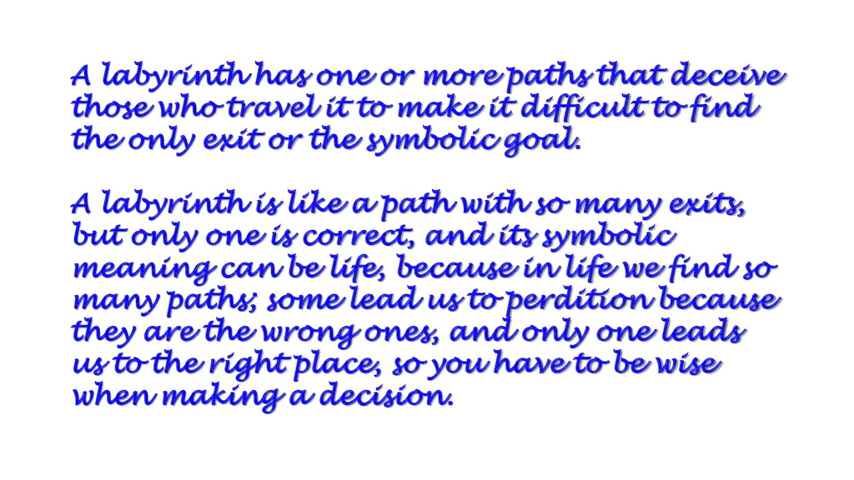 A labyrinth has one or more paths that deceive
those who travel it to make it difficult to find
the only exit or the symbolic goal.
A labyrinth is like a path with so many exits,
but only one is correct, and its symbolic
meaning can be life, because in life we find so
many paths; some lead us to perdition because
they are the wrong ones, and only one leads
us to the right place, so you have to be wise
when making a decision.